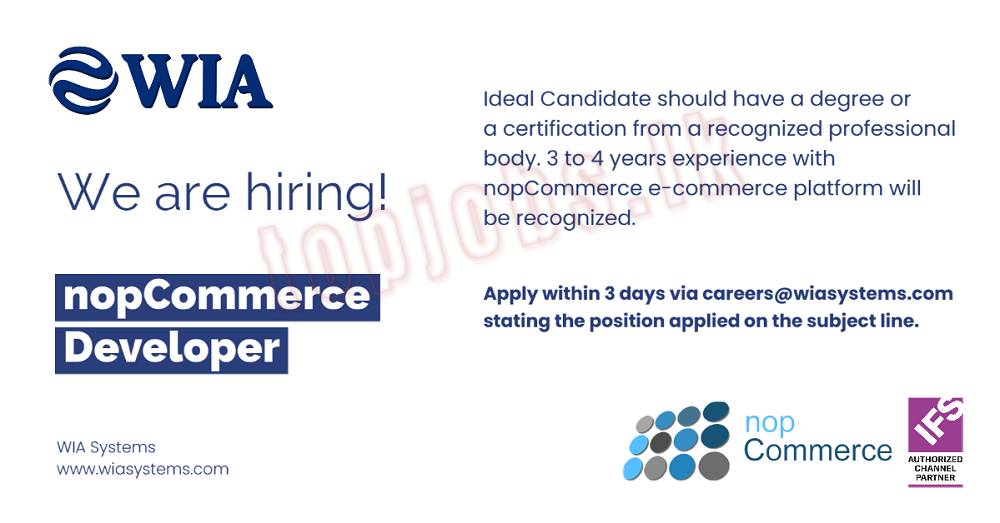 WIA
We are hiring!
nopCommerce
Developer
WIA Systems
www.wiasystems.com
Ideal Candidate should have a degree or
a certification from a recognized professional
body. 3 to 4 years experience with
nopCommerce e-commerce platform will
be recognized.
Apply within 3 days via careers@wiasystems.com
stating the position applied on the subject line.
topjobs.lk
nop
Commerce
IFS
AUTHORIZED
CHANNEL
PARTNER